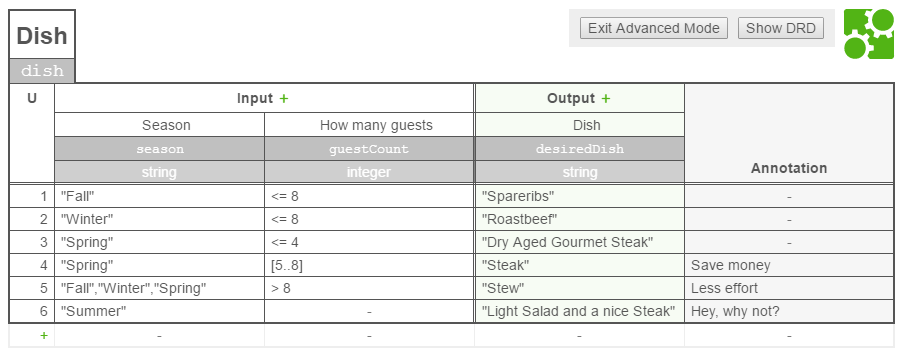 Dish
dish
Exit Advanced Mode Show DRD
U Input + Output +
Season How many guests Dish
season guestCount desiredDish
string integer string
Annotation
1 "Fall" <= 8 "Spareribs" -
2 "Winter" <= 8 "Roastbeef" -
3 "Spring" <= 4 "Dry Aged Gourmet Steak" -
4 "Spring" [5..8] "Steak" Save money
5 "Fall","Winter","Spring" > 8 "Stew" Less effort
6 "Summer" - "Light Salad and a nice Steak" Hey, why not?
+ - - - -